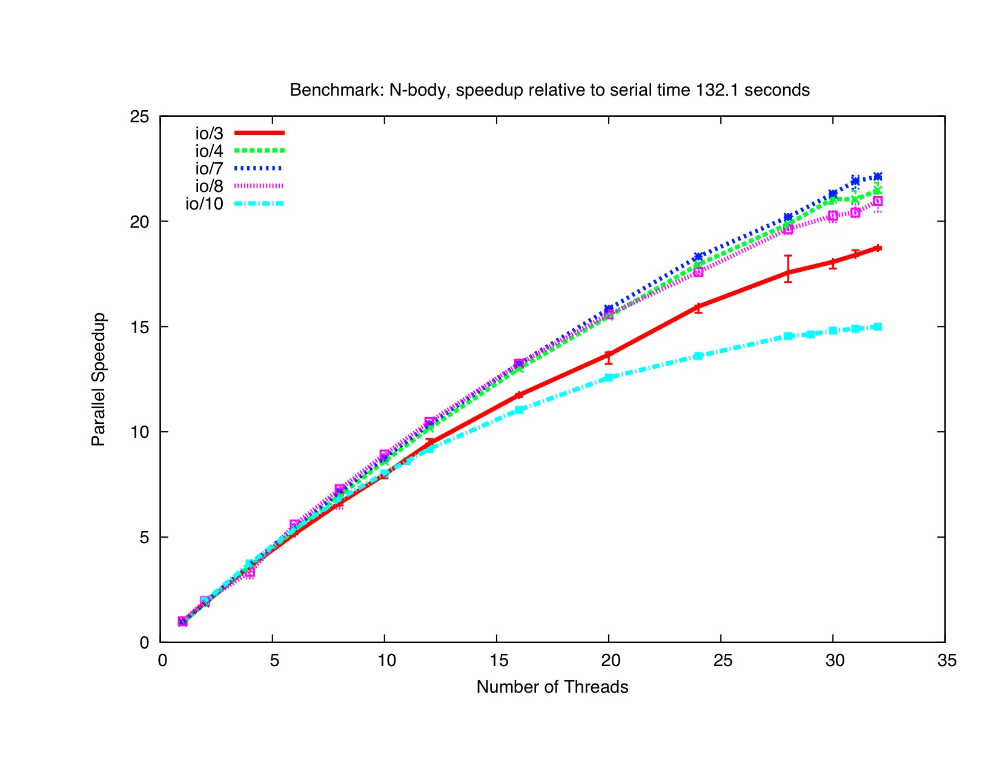 Benchmark: N-body, speedup relative to serial time 132.1 seconds
25
20
15
10
5
0
io/3
io/4
io/7
io/8
io/10
Parallel Speedup
0 5 10 15 20 25 30 35
Number of Threads